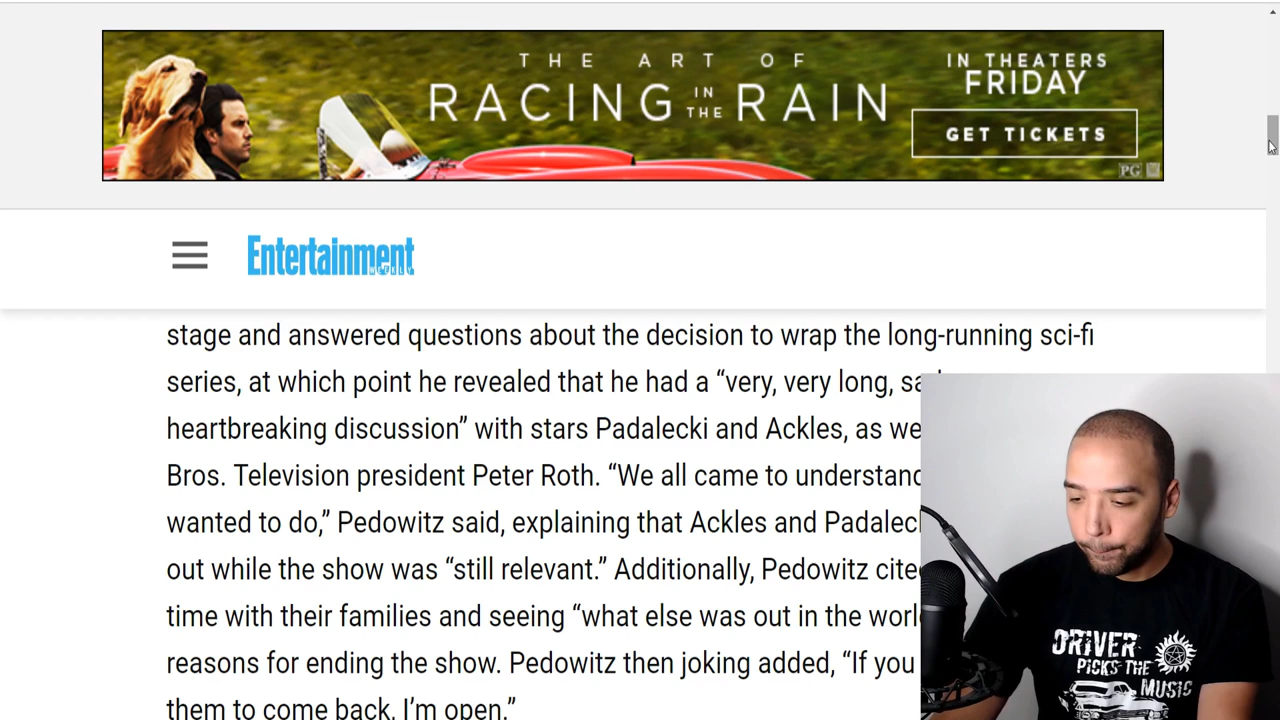 THE ART OF
RACING IN THE RAIN
IN THEATERS
FRIDAY
GET TICKETS
PG
Entertainment
WEEKLY
stage and answered questions about the decision to wrap the long-running sci-fi
series, at which point he revealed that he had a “very, very long,
heartbreaking discussion” with stars Padalecki and Ackles, as
Bros. Television president Peter Roth. “We all came to understand
wanted to do,” Pedowitz said, explaining that Ackles and
out while the show was “still relevant.” Additionally, Pedowitz
time with their families and seeing “what else was out in the
reasons for ending the show. Pedowitz then joking added, “If you
them to come back, I’m open.”
DRIVER
PICKS THE
MUSIC